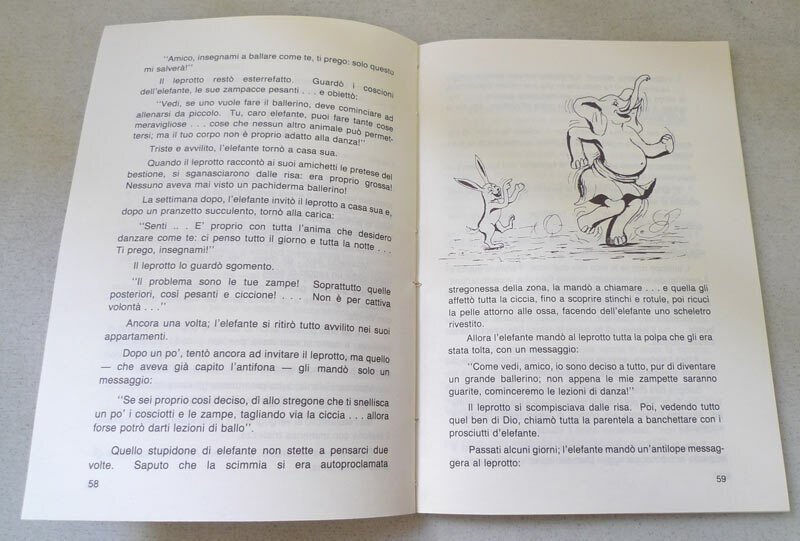 "Amico, insegnami a ballare come te, ti prego: solo questo
mi salverà!"
Il leprotto restò esterrefatto. Guardò i coscioni
dell'elefante, le sue zampacce pesanti . . . e obiettò:
"Vedi, se uno vuole fare il ballerino, deve cominciare ad
allenarsi da piccolo. Tu, caro elefante, puoi fare tante cose
meravigliose . . . cose che nessun altro animale può permet-
tersi; ma il tuo corpo non è proprio adatto alla danza!"
Triste e avvilito, l'elefante tornò a casa sua.
Quando il leprotto raccontò ai suoi amichetti le pretese del
bestione, si sganasciarono dalle risa: era proprio grossa!
Nessuno aveva mai visto un pachiderma ballerino!
La settimana dopo, l'elefante invitò il leprotto a casa sua e,
dopo un pranzetto succulento, tornò alla carica:
"Senti . . . E' proprio con tutta l'anima che desidero
danzare come te: ci penso tutto il giorno e tutta la notte . . .
Ti prego, insegnami!"
Il leprotto lo guardò sgomento.
"Il problema sono le tue zampe! Soprattutto quelle
posteriori, così pesanti e ciccione! . . . Non è per cattiva
volontà . . ."
Ancora una volta; l'elefante si ritirò tutto avvilito nei suoi
appartamenti.
Dopo un po', tentò ancora ad invitare il leprotto, ma quello
— che aveva già capito l'antifona — gli mandò solo un
messaggio:
"Se sei proprio così deciso, dì allo stregone che ti snellisca
un po' i cosciotti e le zampe, tagliando via la ciccia . . . allora
forse potrò darti lezioni di ballo".
Quello stupidone di elefante non stette a pensarci due
volte. Saputo che la scimmia si era autoproclamata
58
stregonessa della zona, la mandò a chiamare . . . e quella gli
affettò tutta la ciccia, fino a scoprire stinchi e rotule, poi ricucì
la pelle attorno alle ossa, facendo dell'elefante uno scheletro
rivestito.
Allora l'elefante mandò al leprotto tutta la polpa che gli era
stata tolta, con un messaggio:
"Come vedi, amico, io sono deciso a tutto, pur di diventare
un grande ballerino; non appena le mie zampette saranno
guarite, cominceremo le lezioni di danza!"
Il leprotto si scompisciava dalle risa. Poi, vedendo tutto
quel ben di Dio, chiamò tutta la parentela a banchettare con i
prosciutti d'elefante.
Passati alcuni giorni; l'elefante mandò un'antilope messag-
gera al leprotto:
59